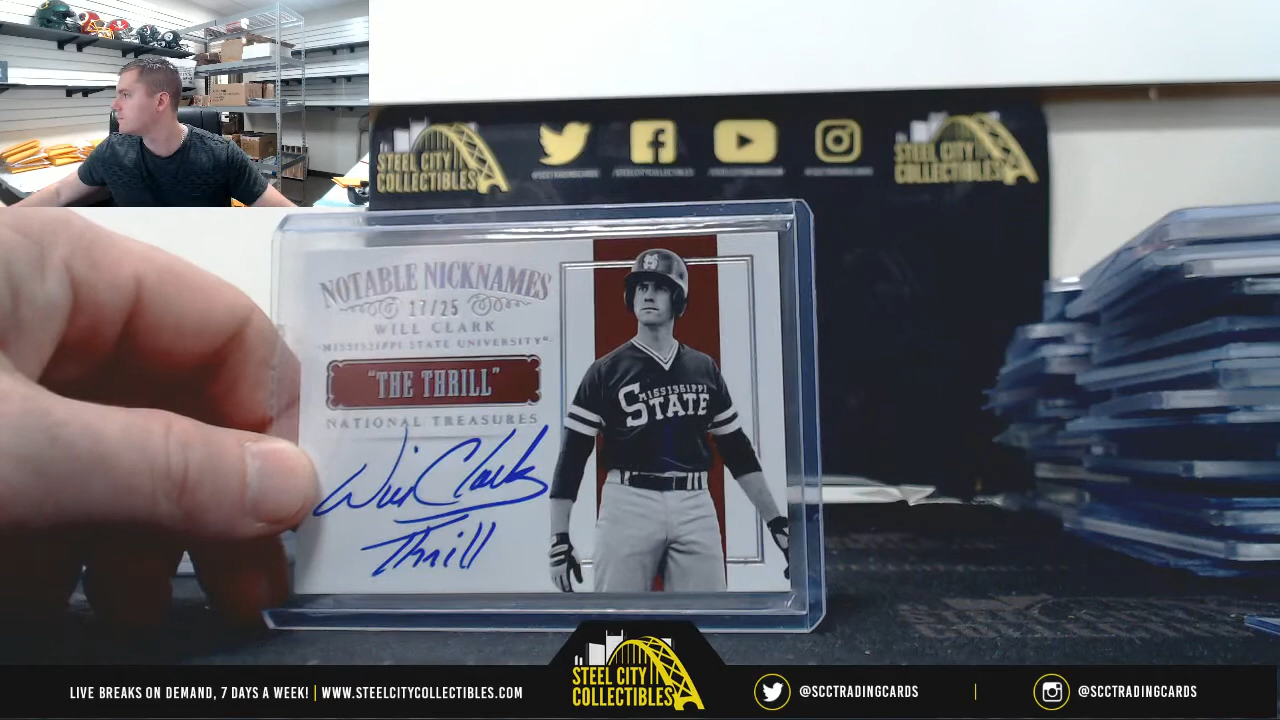 STEEL CITY
COLLECTIBLES
STEEL CITY
COLLECTIBLES
NOTABLE NICKNAMES
17/25
WILL CLARK
"MISSISSIPPI STATE UNIVERSITY"
"THE THRILL"
NATIONAL TREASURES
Will Clark
Thrill
MISSISSIPPI
STATE
LIVE BREAKS ON DEMAND, 7 DAYS A WEEK! | WWW.STEELCITYCOLLECTIBLES.COM
STEEL CITY
COLLECTIBLES
@SCCTRADINGCARDS | @SCCTRADINGCARDS